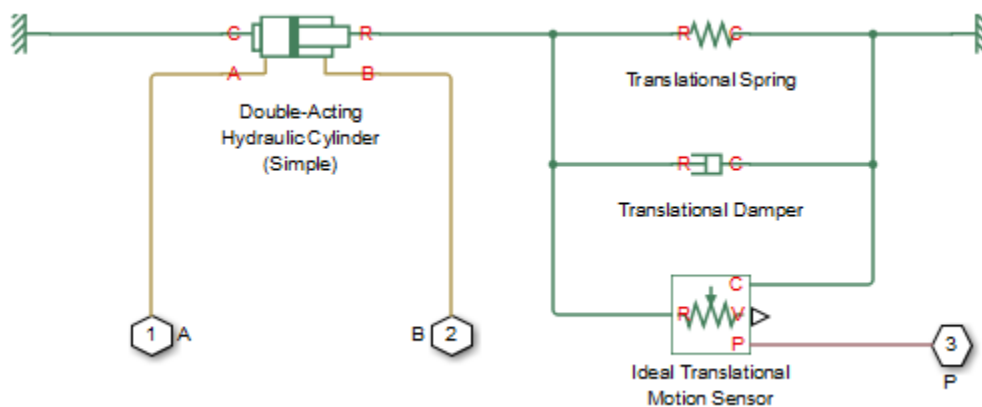 C R R C
A B
Translational Spring
Double-Acting
Hydraulic Cylinder
(Simple)
R C
Translational Damper
C
R V
P
1 A
B 2
3
P
Ideal Translational
Motion Sensor